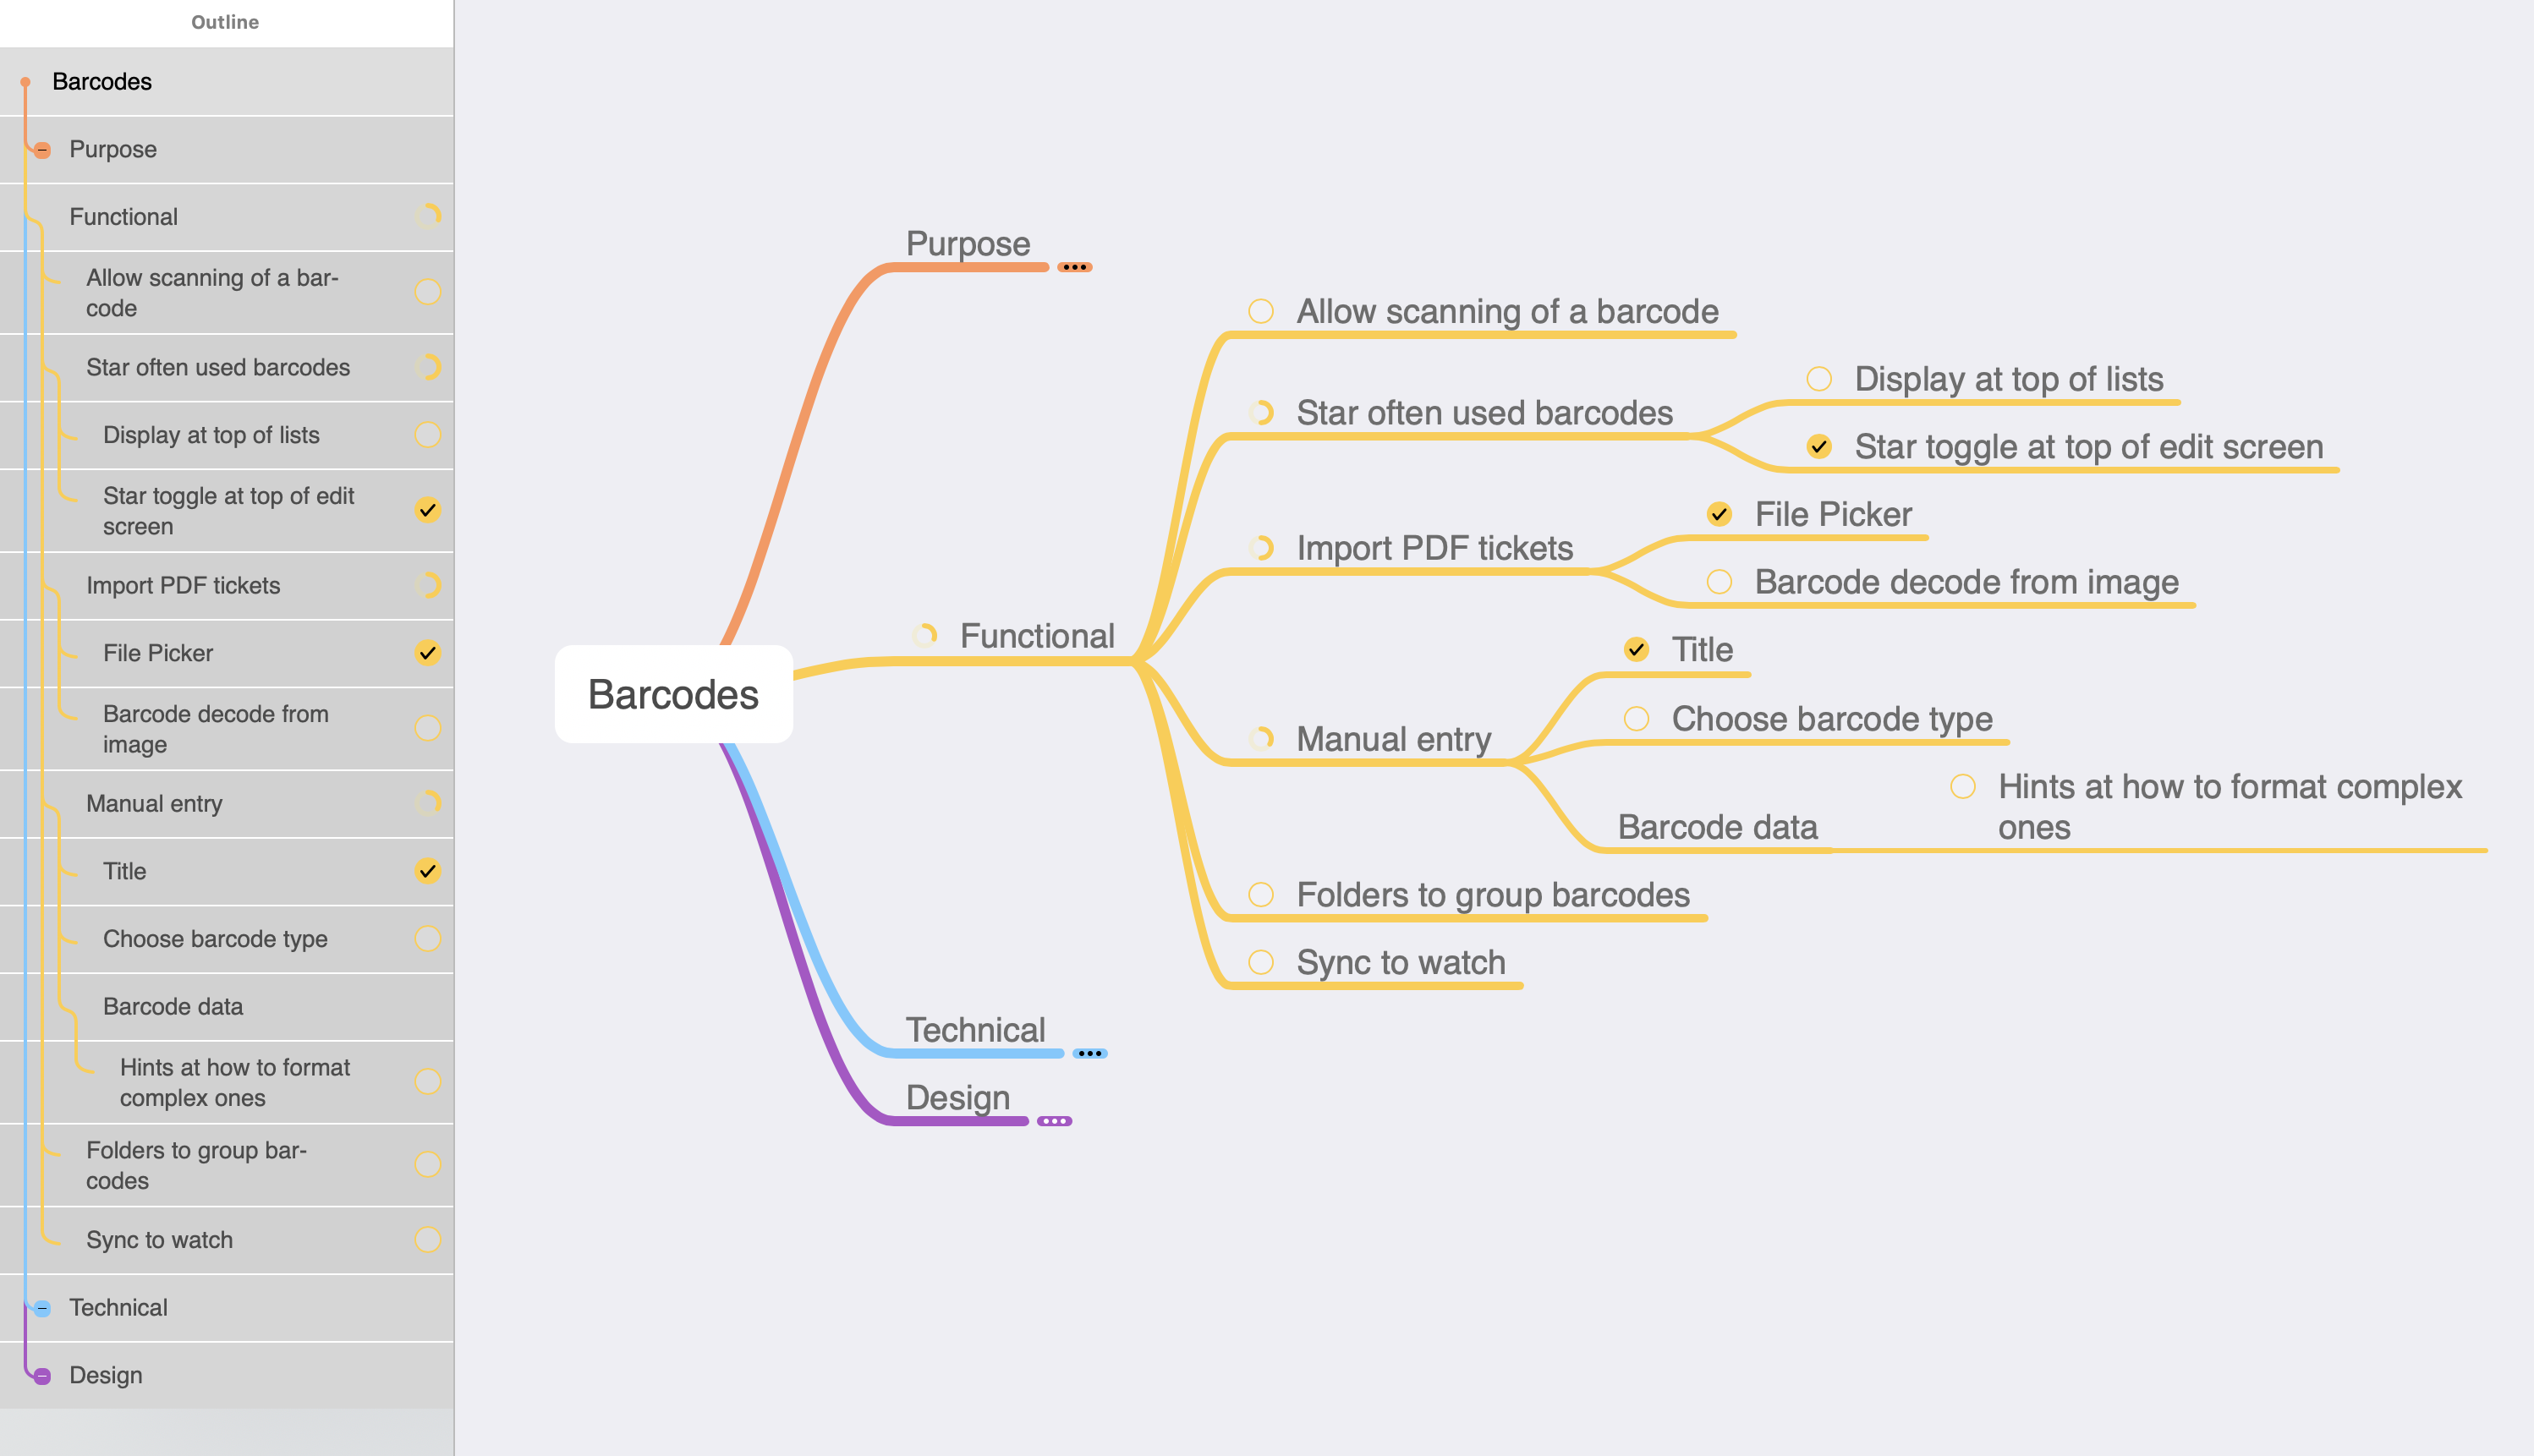 Outline
Barcodes
Purpose
Functional
Allow scanning of a bar-
code
Star often used barcodes
Display at top of lists
Star toggle at top of edit
screen
Import PDF tickets
File Picker
Barcode decode from
image
Manual entry
Title
Choose barcode type
Barcode data
Hints at how to format
complex ones
Folders to group bar-
codes
Sync to watch
Technical
Design
Barcodes
Purpose
Functional
Allow scanning of a barcode
Star often used barcodes
Display at top of lists
Star toggle at top of edit screen
Import PDF tickets
File Picker
Barcode decode from image
Manual entry
Title
Choose barcode type
Barcode data
Hints at how to format complex
ones
Folders to group barcodes
Sync to watch
Technical
Design